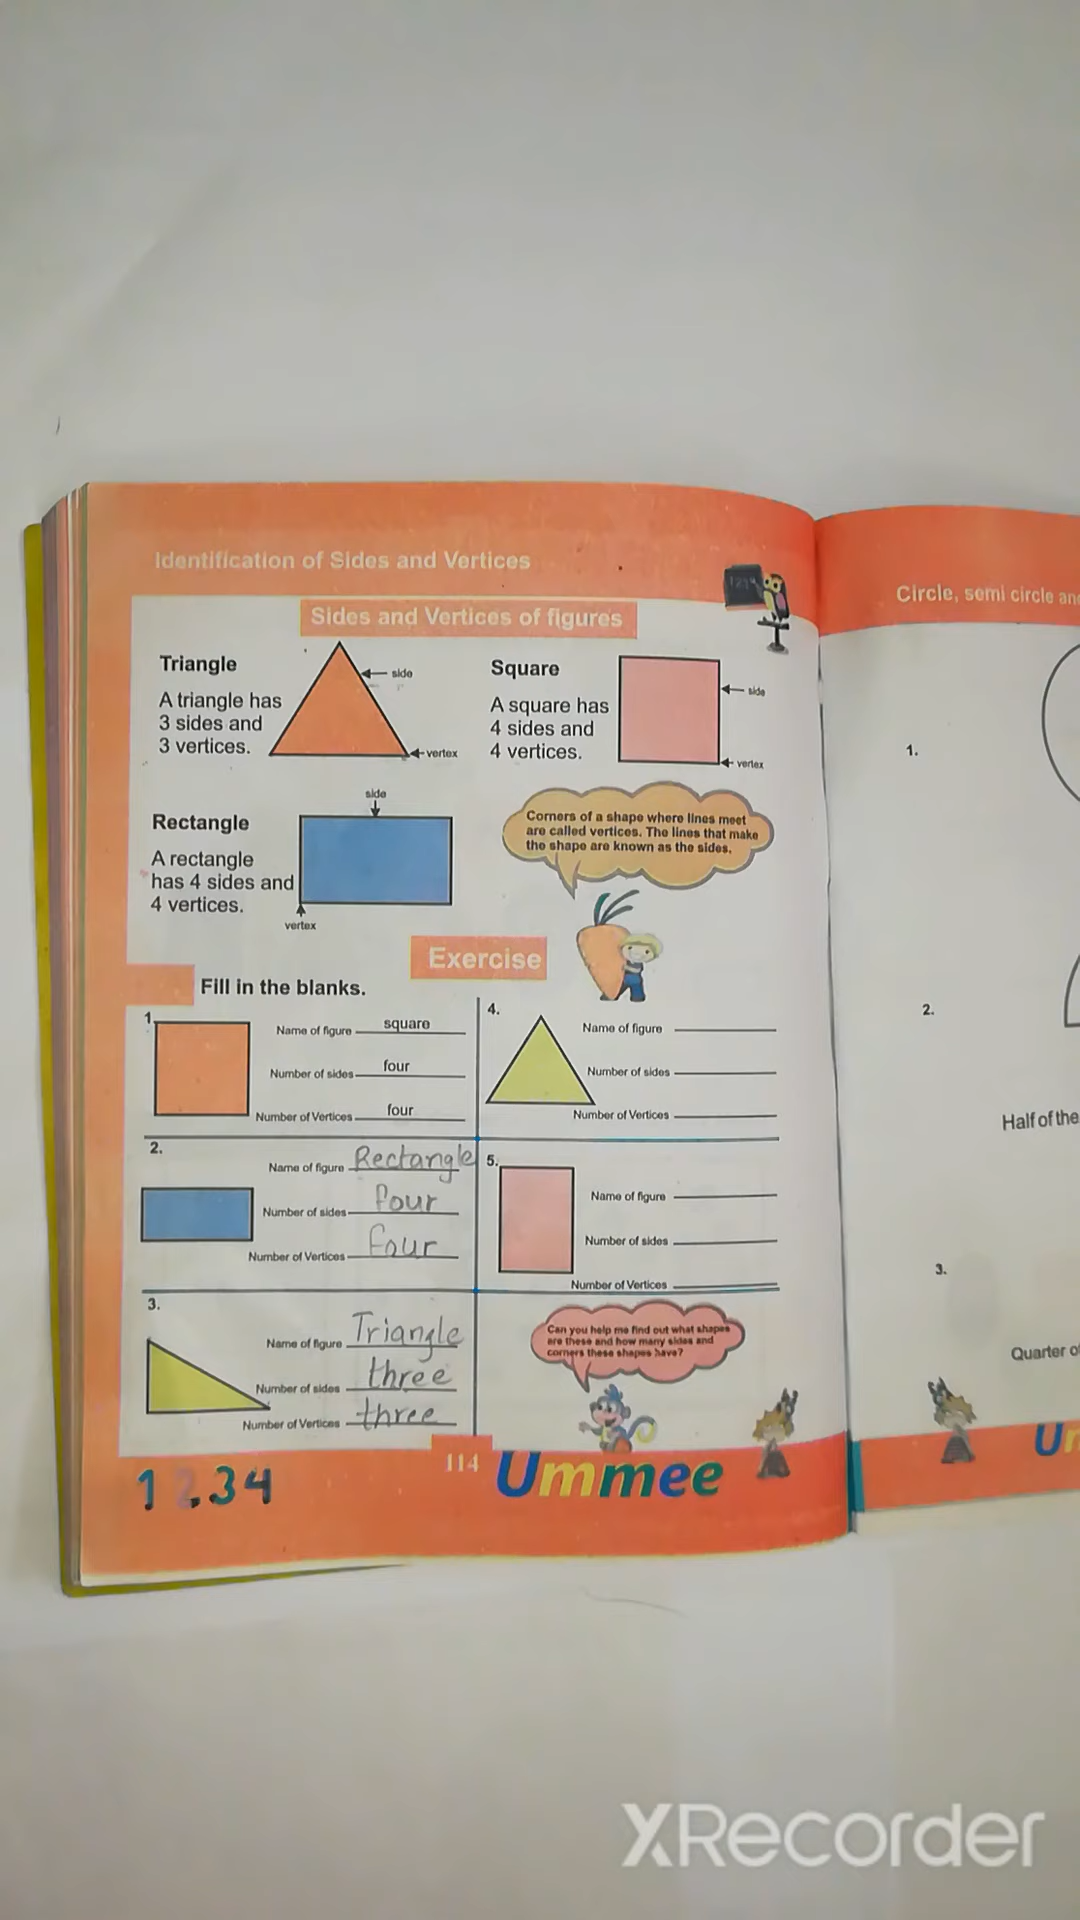 Identification of Sides and Vertices
Sides and Vertices of figures
Triangle
A triangle has
3 sides and
3 vertices.
side
vertex
Square
A square has
4 sides and
4 vertices.
side
vertex
Rectangle
A rectangle
has 4 sides and
4 vertices.
side
vertex
Corners of a shape where lines meet
are called vertices. The lines that make
the shape are known as the sides.
Exercise
Fill in the blanks.
1.
Name of figure square
Number of sides four
Number of Vertices four
2.
Name of figure Rectangle
Number of sides four
Number of Vertices four
3.
Name of figure Triangle
Number of sides three
Number of Vertices three
4.
Name of figure
Number of sides
Number of Vertices
5.
Name of figure
Number of sides
Number of Vertices
Can you help me find out what shapes
are these and how many sides and
corners these shapes have?
1 2.34
114
Ummee
Circle, semi circle an
1.
2.
Half of the
3.
Quarter o
Um
XRecorder